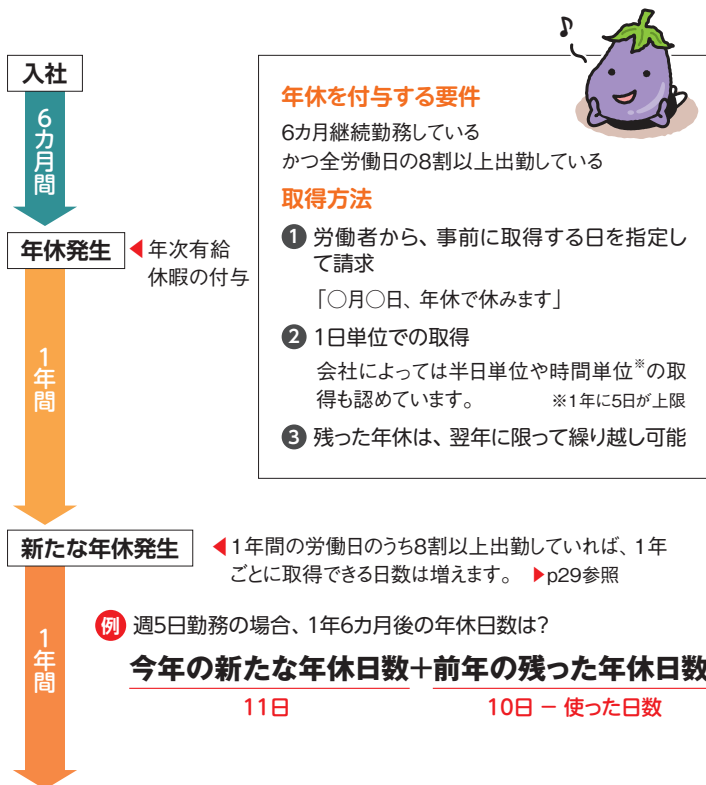 入社
6カ月間
年休発生
◀年次有給
休暇の付与
1年間
♪
年休を付与する要件
6カ月継続勤務している
かつ全労働日の8割以上出勤している
取得方法
❶ 労働者から、事前に取得する日を指定し
て請求
「○月○日、年休で休みます」
❷ 1日単位での取得
会社によっては半日単位や時間単位※の取
得も認めています。 ※1年に5日が上限
❸ 残った年休は、翌年に限って繰り越し可能
新たな年休発生
◀1年間の労働日のうち8割以上出勤していれば、1年
ごとに取得できる日数は増えます。 ▶p29参照
1年間
例 週5日勤務の場合、1年6カ月後の年休日数は?
今年の新たな年休日数+前年の残った年休日数
11日 10日 − 使った日数